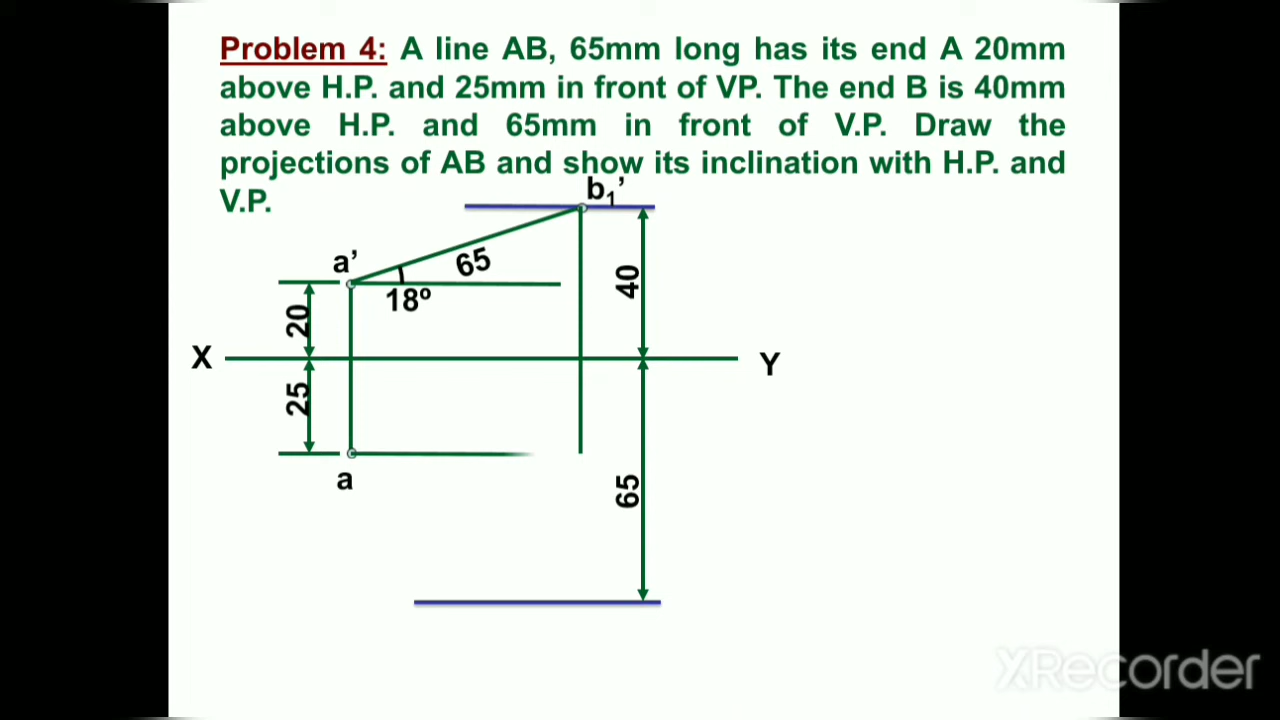 Problem 4: A line AB, 65mm long has its end A 20mm
above H.P. and 25mm in front of VP. The end B is 40mm
above H.P. and 65mm in front of V.P. Draw the
projections of AB and show its inclination with H.P. and
V.P.
b₁’
a’
65
18º
40
20
X
Y
25
a
65
XRecorder